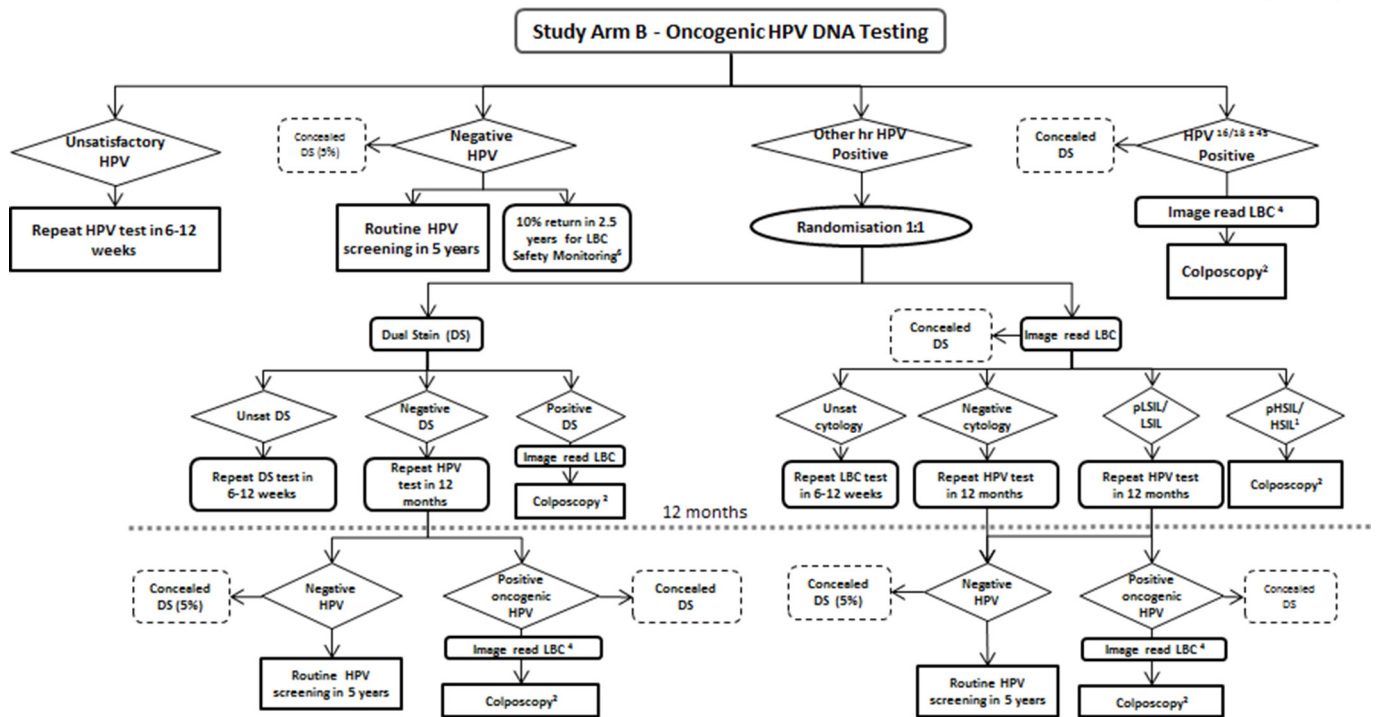 Study Arm B - Oncogenic HPV DNA Testing
Unsatisfactory
HPV
Concealed
DS (5%)
Negative
HPV
Other hr HPV
Positive
Concealed
DS
HPV 16/18 ± 45
Positive
Repeat HPV test in 6-12
weeks
Routine HPV
screening in 5 years
10% return in 2.5
years for LBC
Safety Monitoring
Randomisation 1:1
Image read LBC 4
Colposcopy2
Dual Stain (DS)
Concealed
DS
Image read LBC
Unsat DS
Negative
DS
Positive
DS
Unsat
cytology
Negative
cytology
pLSIL/
LSIL
pHSIL/
HSIL1
Repeat DS test in
6-12 weeks
Repeat HPV
test in 12
months
Image read LBC
Colposcopy 2
Repeat LBC test
in 6-12 weeks
Repeat HPV test
in 12 months
Repeat HPV test
in 12 months
Colposcopy2
12 months
Concealed
DS (5%)
Negative
HPV
Positive
oncogenic
HPV
Concealed
DS
Concealed
DS (5%)
Negative
HPV
Positive
oncogenic
HPV
Concealed
DS
Routine HPV
screening in 5 years
Image read LBC 4
Colposcopy2
Routine HPV
screening in 5 years
Image read LBC 4
Colposcopy2